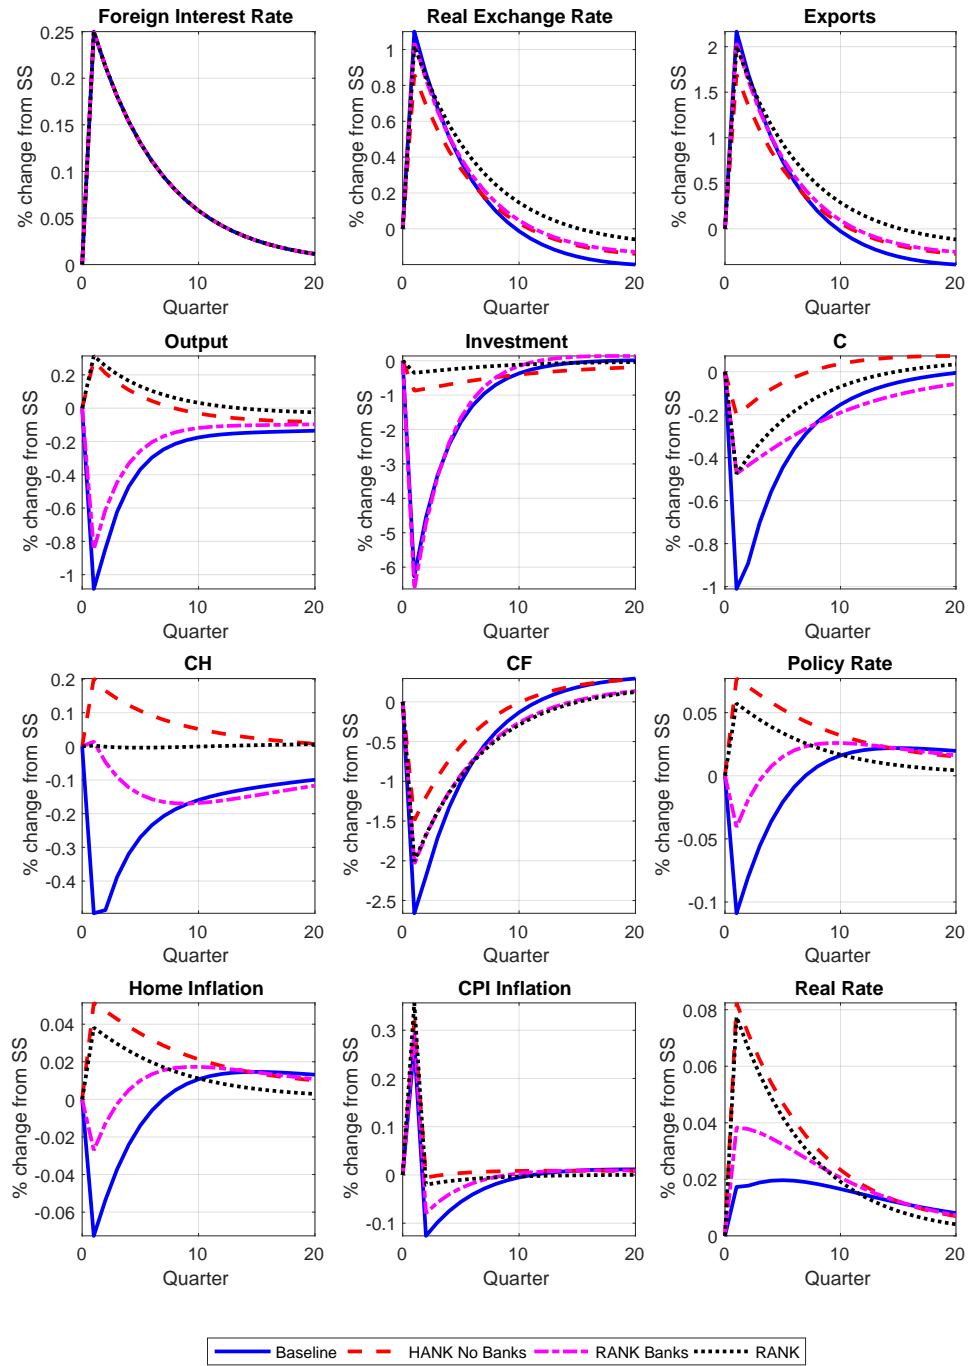 Foreign Interest Rate
Real Exchange Rate
Exports
% change from SS
0.25
0.2
0.15
0.1
0.05
0
0
10
20
Quarter
% change from SS
1
0.8
0.6
0.4
0.2
0
0
10
20
Quarter
% change from SS
2
1.5
1
0.5
0
0
10
20
Quarter
Output
Investment
C
% change from SS
0.2
0
-0.2
-0.4
-0.6
-0.8
-1
0
10
20
Quarter
% change from SS
0
-1
-2
-3
-4
-5
-6
0
10
20
Quarter
% change from SS
0
-0.2
-0.4
-0.6
-0.8
-1
0
10
20
Quarter
CH
CF
Policy Rate
% change from SS
0.2
0.1
0
-0.1
-0.2
-0.3
-0.4
0
10
20
Quarter
% change from SS
0
-0.5
-1
-1.5
-2
-2.5
0
10
20
Quarter
% change from SS
0.05
0
-0.05
-0.1
0
10
20
Quarter
Home Inflation
CPI Inflation
Real Rate
% change from SS
0.04
0.02
0
-0.02
-0.04
-0.06
0
10
20
Quarter
% change from SS
0.3
0.2
0.1
0
-0.1
0
10
20
Quarter
% change from SS
0.08
0.06
0.04
0.02
0
0
10
20
Quarter
Baseline HANK No Banks RANK Banks RANK